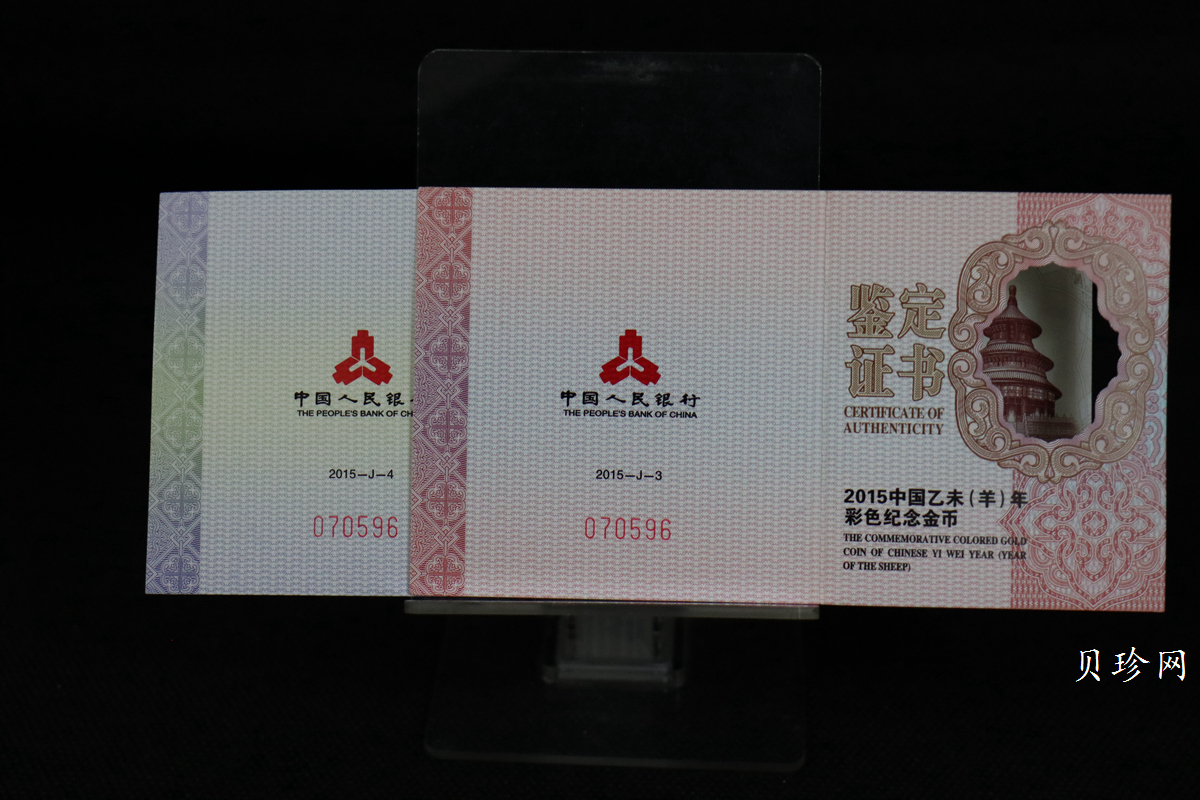 中国人民银
THE PEOPLE'S BANK OF CH
2015—J—4
070596
中国人民银行
THE PEOPLE'S BANK OF CHINA
2015—J—3
070596
鉴定
证书
CERTIFICATE OF
AUTHENTICITY
2015中国乙未(羊)年
彩色纪念金币
THE COMMEMORATIVE COLORED GOLD
COIN OF CHINESE YI WEI YEAR (YEAR
OF THE SHEEP)
贝珍网